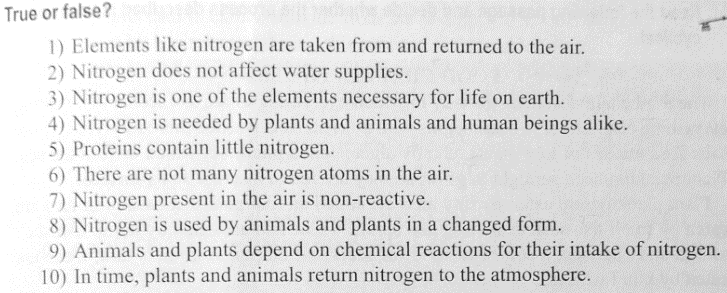 True or false?
1) Elements like nitrogen are taken from and returned to the air.
2) Nitrogen does not affect water supplies.
3) Nitrogen is one of the elements necessary for life on earth.
4) Nitrogen is needed by plants and animals and human beings alike.
5) Proteins contain little nitrogen.
6) There are not many nitrogen atoms in the air.
7) Nitrogen present in the air is non-reactive.
8) Nitrogen is used by animals and plants in a changed form.
9) Animals and plants depend on chemical reactions for their intake of nitrogen.
10) In time, plants and animals return nitrogen to the atmosphere.